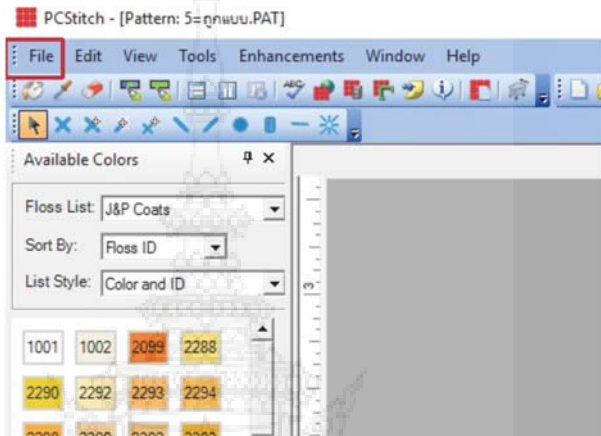 PCStitch - [Pattern: 5=ถูกแบบ.PAT]
File Edit View Tools Enhancements Window Help
ABC
Available Colors
Floss List: J&P Coats
Sort By: Floss ID
List Style: Color and ID
3
1001 1002 2099 2288
2290 2292 2293 2294